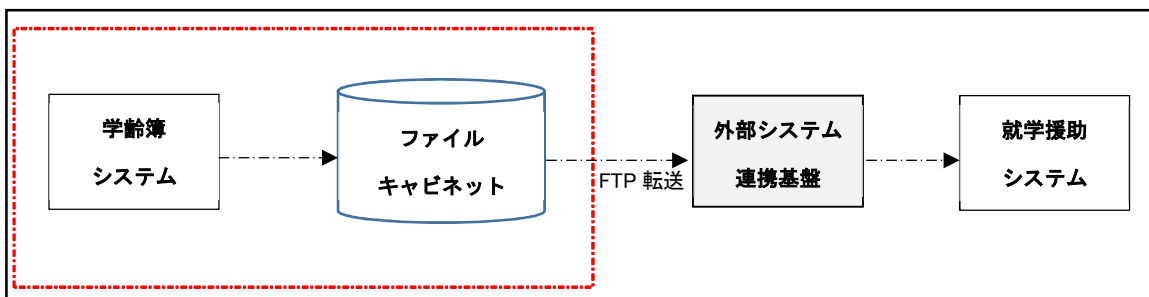 学齢簿
システム
ファイル
キャビネット
FTP 転送
外部システム
連携基盤
就学援助
システム